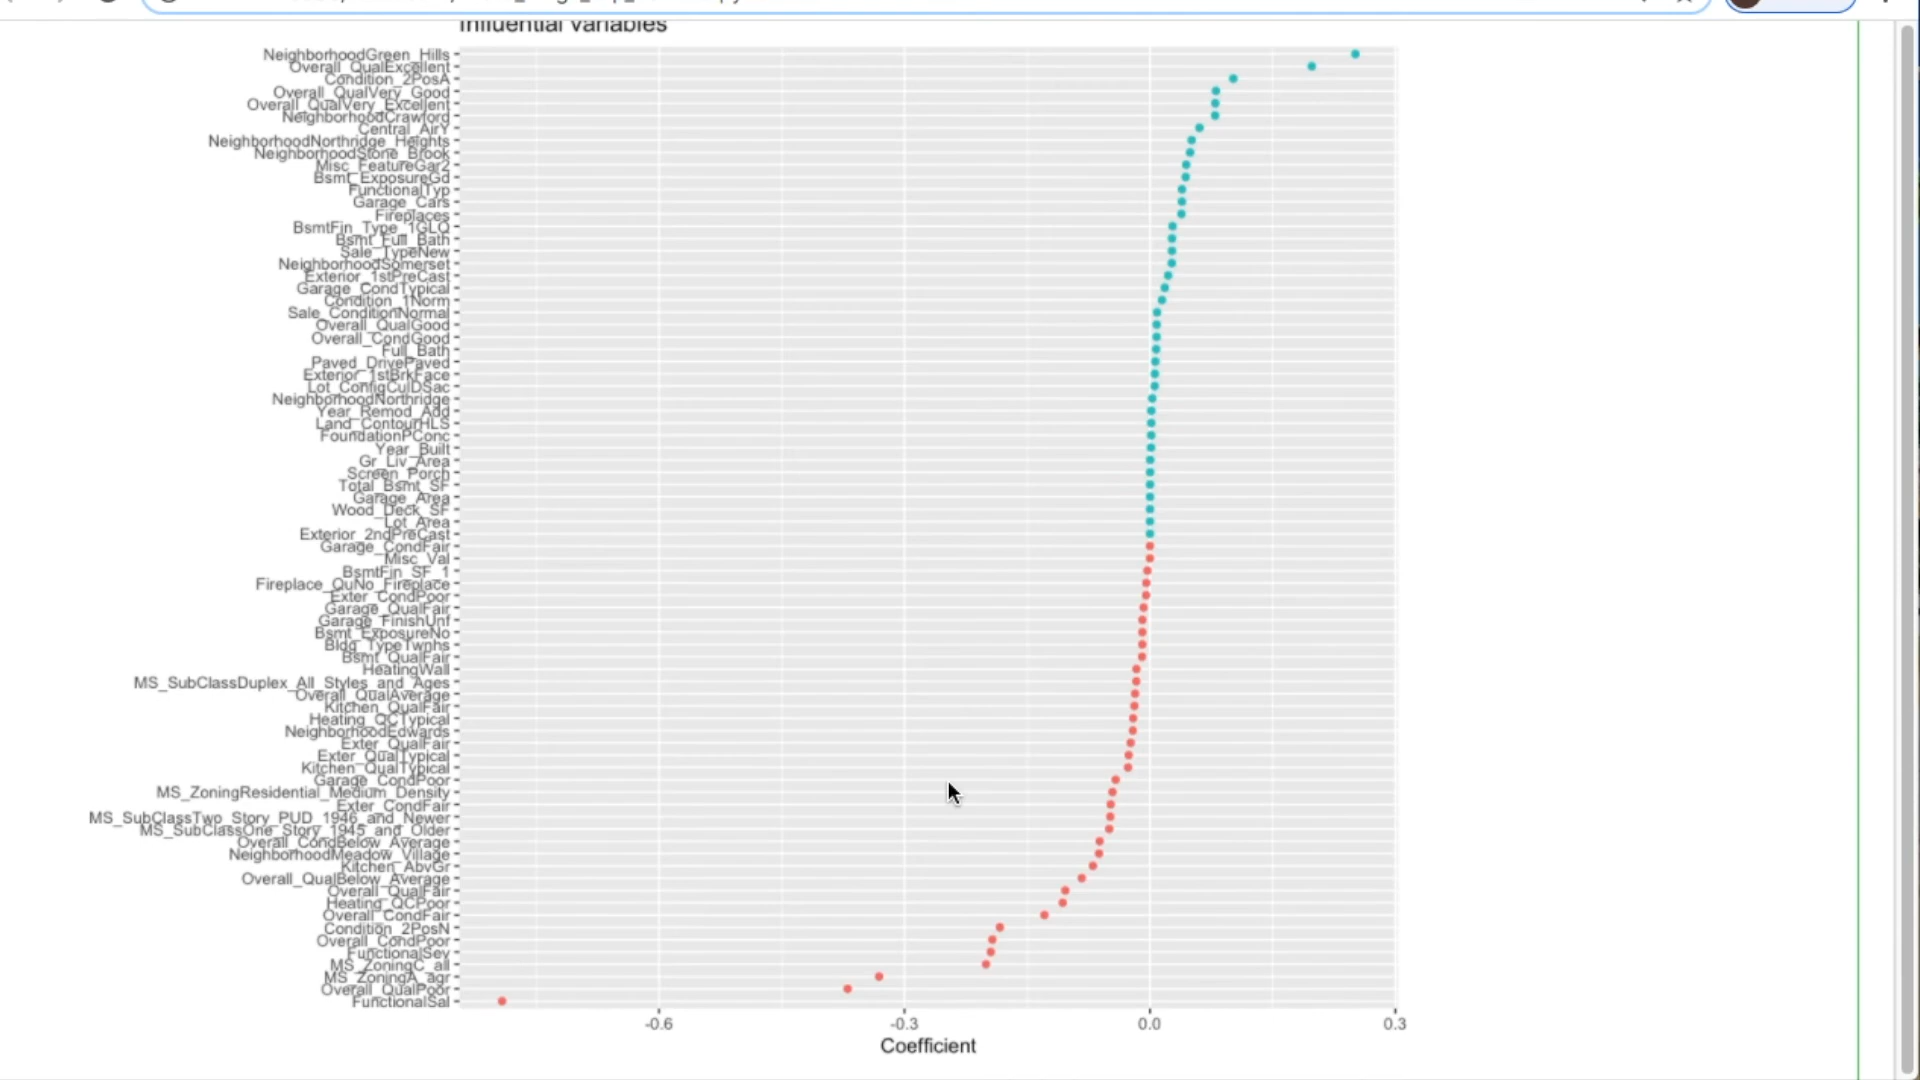 Influential variables
NeighborhoodGreen_Hills
Overall_QualExcellent
Condition_2PosA
Overall_QualVery_Good
Overall_QualVery_Excellent
NeighborhoodCrawford
Central_AirY
NeighborhoodNorthridge_Heights
NeighborhoodStone_Brook
Misc_FeatureGar2
Bsmt_ExposureGd
FunctionalTyp
Garage_Cars
Fireplaces
BsmtFin_Type_1GLQ
Bsmt_Full_Bath
Sale_TypeNew
NeighborhoodSomerset
Exterior_1stPreCast
Garage_CondTypical
Condition_1Norm
Sale_ConditionNormal
Overall_QualGood
Overall_CondGood
Full_Bath
Paved_DrivePaved
Exterior_1stBrkFace
Lot_ConfigCulDSac
NeighborhoodNorthridge
Year_Remod_Add
Land_ContourHLS
FoundationPConc
Year_Built
Gr_Liv_Area
Screen_Porch
Total_Bsmt_SF
Garage_Area
Wood_Deck_SF
Lot_Area
Exterior_2ndPreCast
Garage_CondFair
Misc_Val
BsmtFin_SF_1
Fireplace_QuNo_Fireplace
Exter_CondPoor
Garage_QualFair
Garage_FinishUnf
Bsmt_ExposureNo
Bldg_TypeTwnhs
Bsmt_QualFair
HeatingWall
MS_SubClassDuplex_All_Styles_and_Ages
Overall_QualAverage
Kitchen_QualFair
Heating_QCTypical
NeighborhoodEdwards
Exter_QualFair
Exter_QualTypical
Kitchen_QualTypical
Garage_CondPoor
MS_ZoningResidential_Medium_Density
Exter_CondFair
MS_SubClassTwo_Story_PUD_1946_and_Newer
MS_SubClassOne_Story_1945_and_Older
Overall_CondBelow_Average
NeighborhoodMeadow_Village
Kitchen_AbvGr
Overall_QualBelow_Average
Overall_QualFair
Heating_QCPoor
Overall_CondFair
Condition_2PosN
Overall_CondPoor
FunctionalSev
MS_ZoningC_all
MS_ZoningA_agr
Overall_QualPoor
FunctionalSal
-0.6 -0.3 0.0 0.3
Coefficient